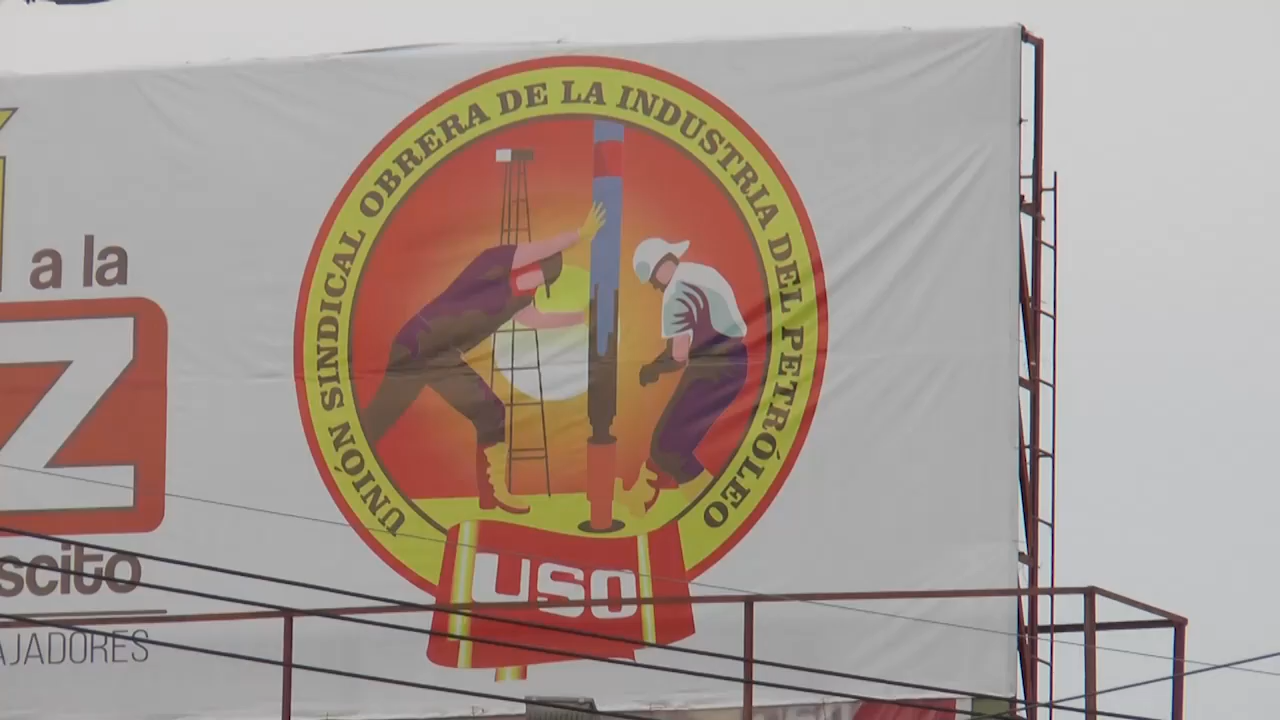 a la
Z
scito
AJADORES
UNIÓN SINDICAL OBRERA DE LA INDUSTRIA DEL PETRÓLEO
USO